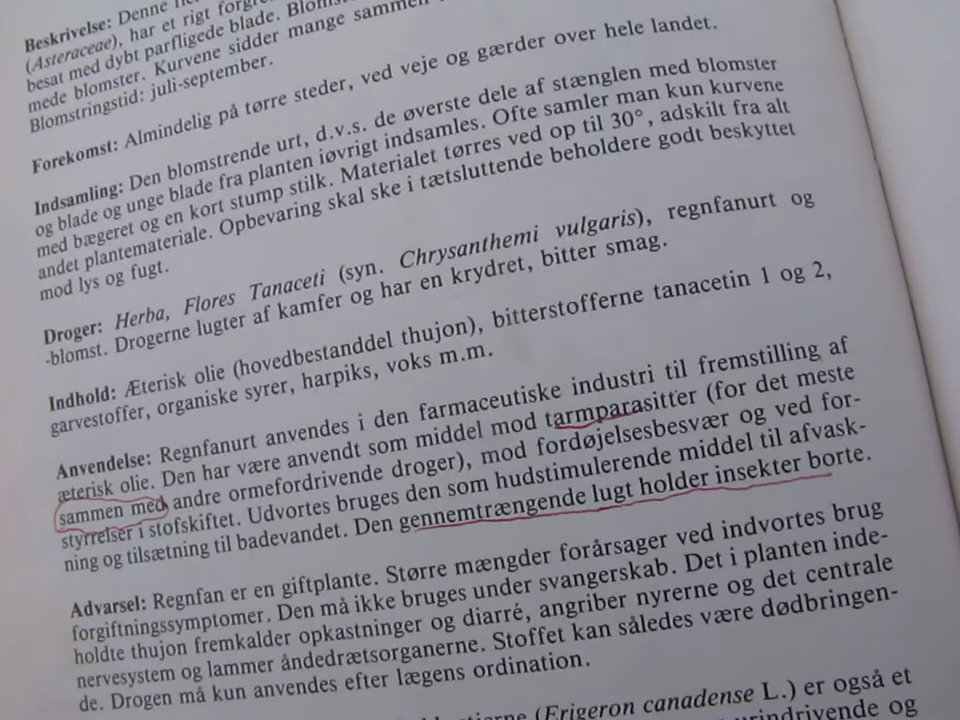 Beskrivelse: Denne
(Asteraceae), har et rigt
besat med dybt parfligede blade.
mede blomster. Kurvene sidder mange sammen
Blomstringstid: juli-september.
Forekomst: Almindelig på tørre steder, ved veje og gærder over hele landet.
Indsamling: Den blomstrende urt, d.v.s. de øverste dele af stænglen med blomster
og blade og unge blade fra planten iøvrigt indsamles. Ofte samler man kun kurvene
med bægeret og en kort stump stilk. Materialet tørres ved op til 30°, adskilt fra alt
andet plantemateriale. Opbevaring skal ske i tætsluttende beholdere godt beskyttet
mod lys og fugt.
Droger: Herba, Flores Tanaceti (syn. Chrysanthemi vulgaris), regnfanurt og
-blomst. Drogerne lugter af kamfer og har en krydret, bitter smag.
Indhold: Æterisk olie (hovedbestanddel thujon), bitterstofferne tanacetin 1 og 2,
garvestoffer, organiske syrer, harpiks, voks m.m.
Anvendelse: Regnfanurt anvendes i den farmaceutiske industri til fremstilling af
æterisk olie. Den har være anvendt som middel mod tarmparasitter (for det meste
sammen med andre ormefordrivende droger), mod fordøjelsesbesvær og ved for-
styrrelser i stofskiftet. Udvortes bruges den som hudstimulerende middel til afvask-
ning og tilsætning til badevandet. Den gennemtrængende lugt holder insekter borte.
Advarsel: Regnfan er en giftplante. Større mængder forårsager ved indvortes brug
forgiftningssymptomer. Den må ikke bruges under svangerskab. Det i planten inde-
holdte thujon fremkalder opkastninger og diarré, angriber nyrerne og det centrale
nervesystem og lammer åndedrætsorganerne. Stoffet kan således være dødbringen-
de. Drogen må kun anvendes efter lægens ordination.
(Erigeron canadense L.) er også et
og